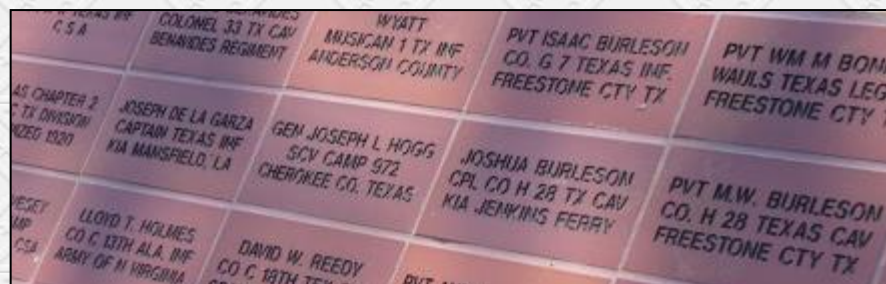 TEXAS INF
C S A
COLONEL 33 TX CAV
BENAVIDES REGIMENT
WYATT
MUSICAN 1 TX INF
ANDERSON COUNTY
PVT ISAAC BURLESON
CO. G 7 TEXAS INF.
FREESTONE CTY TX
PVT WM M
WAULS TEXAS
FREESTONE CTY
CHAPTER 2
TX DIVISION
1920
JOSEPH DE LA GARZA
CAPTAIN TEXAS INF
KIA MANSFIELD, LA
GEN JOSEPH L HOGG
SCV CAMP 972
CHEROKEE CO. TEXAS
JOSHUA BURLESON
CPL CO H 28 TX CAV
KIA JENKINS FERRY
PVT M.W. BURLESON
CO. H 28 TEXAS CAV
FREESTONE CTY TX
CSA
LLOYD T. HOLMES
CO C 13TH ALA. INF
ARMY OF N VIRGINIA
DAVID W. REEDY
CO C 18TH
PVT